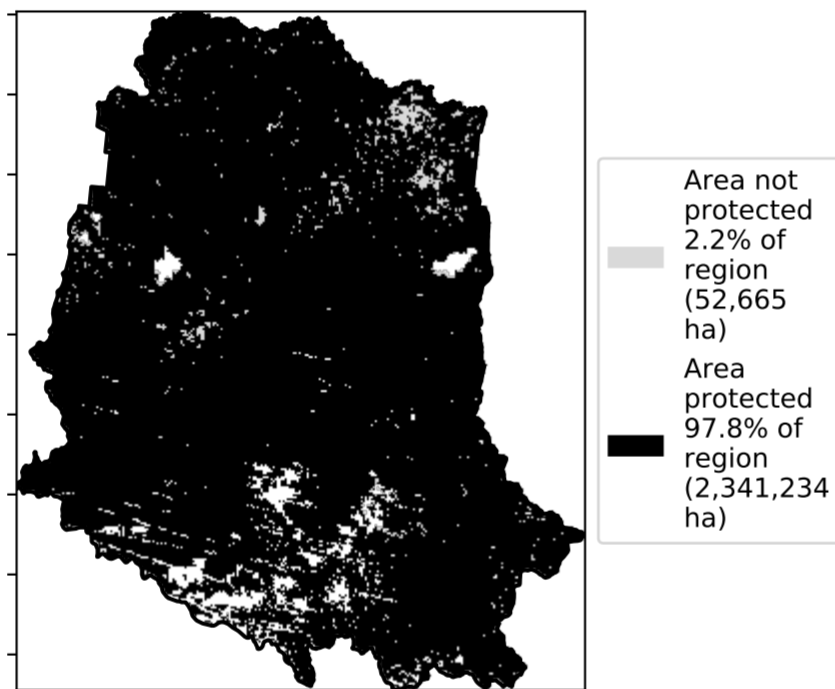 Area not
protected
2.2% of
region
(52,665
ha)
Area
protected
97.8% of
region
(2,341,234
ha)